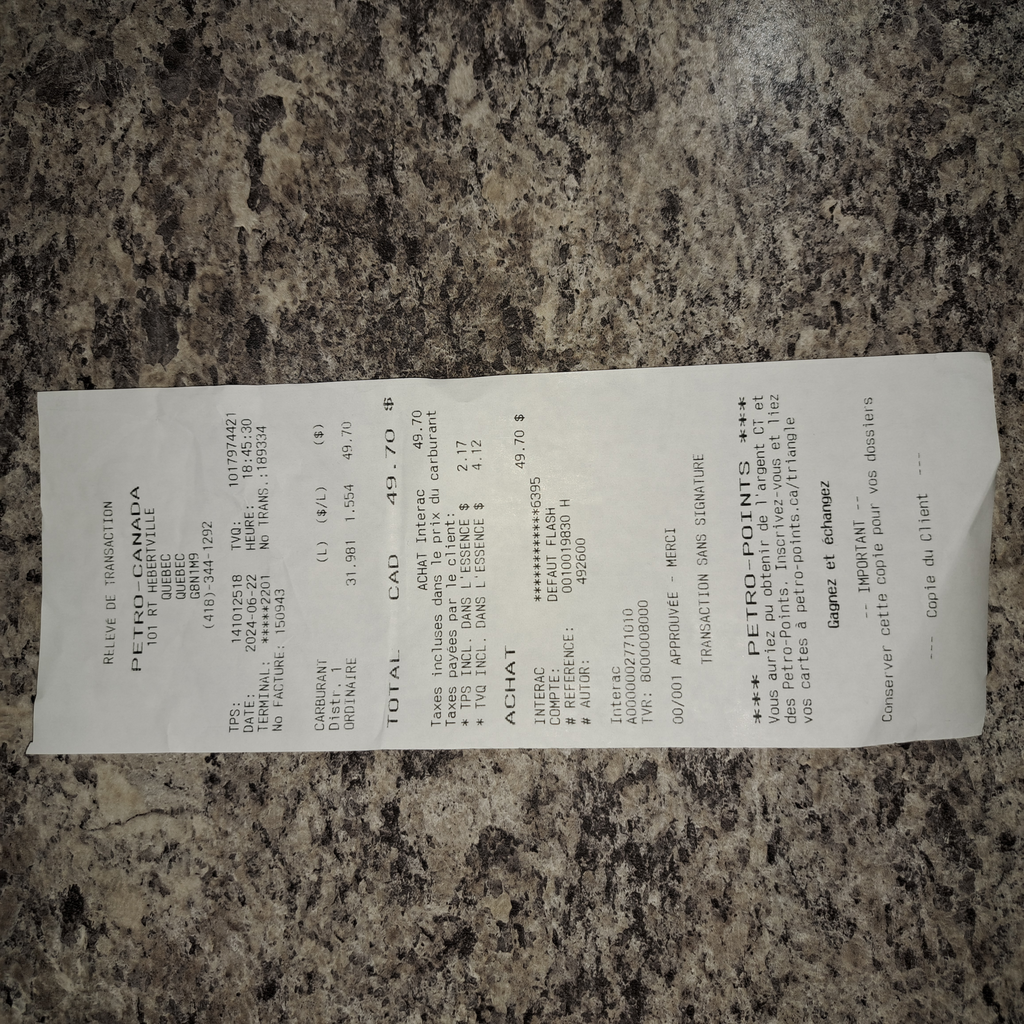 RELEVÉ DE TRANSACTION
PETRO-CANADA
101 RT HEBERTVILLE
QUEBEC
QUEBEC
G8N1M9
(418)-344-1292
TPS: 141012518 TVQ: 1017974421
DATE: 2024-06-22 HEURE: 18:45:30
TERMINAL: *****2201 No TRANS.:189334
No FACTURE: 150943
CARBURANT (L) ($/L) ($)
Distr. 1
ORDINAIRE 31.981 1.554 49.70
TOTAL CAD 49.70 $
ACHAT Interac 49.70
Taxes incluses dans le prix du carburant
Taxes payées par le client:
* TPS INCL. DANS L'ESSENCE $ 2.17
* TVQ INCL. DANS L'ESSENCE $ 4.12
ACHAT 49.70 $
INTERAC ************6395
COMPTE: DEFAUT FLASH
# REFERENCE: 0010019830 H
# AUTOR: 492600
Interac
A0000002771010
TVR: 8000008000
00/001 APPROUVÉE - MERCI
TRANSACTION SANS SIGNATURE
*** PETRO-POINTS ***
Vous auriez pu obtenir de l'argent CT et
des Petro-Points. Inscrivez-vous et liez
vos cartes à petro-points.ca/triangle
Gagnez et échangez
-- IMPORTANT --
Conserver cette copie pour vos dossiers
--- Copie du Client ---